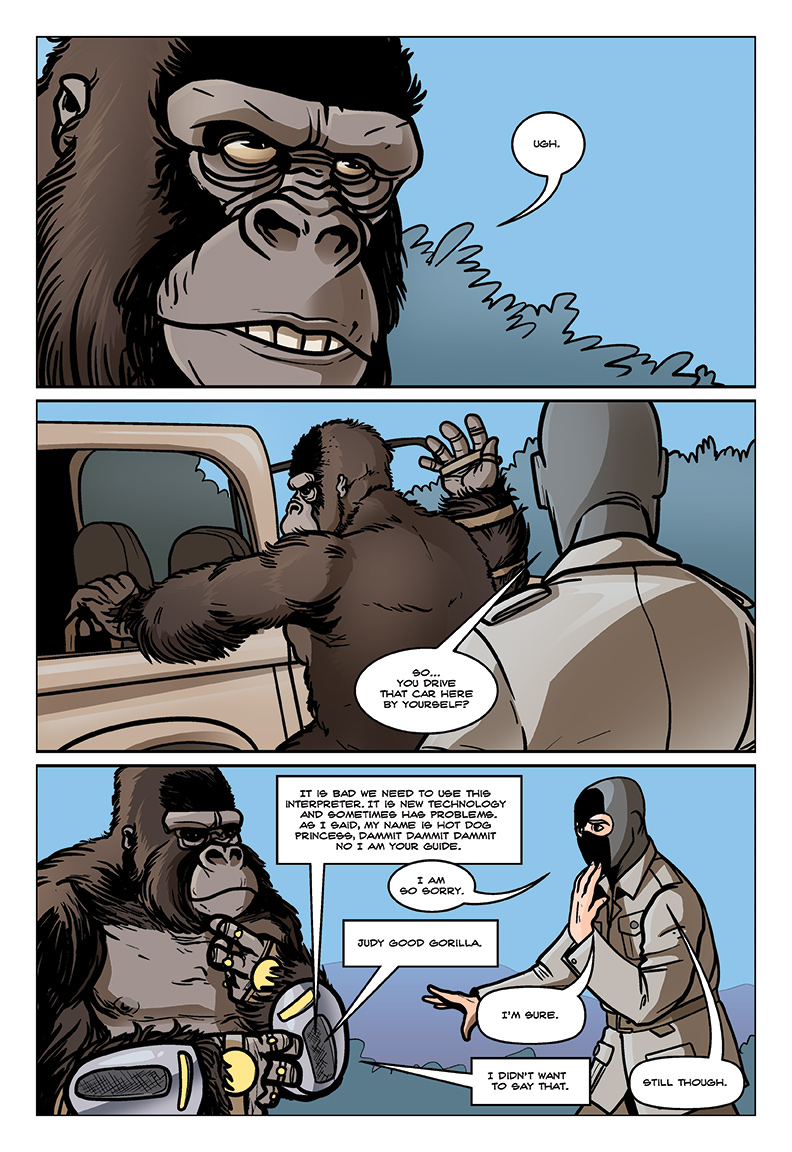 UGH.
SO...
YOU DRIVE
THAT CAR HERE
BY YOURSELF?
IT IS BAD WE NEED TO USE THIS
INTERPRETER. IT IS NEW TECHNOLOGY
AND SOMETIMES HAS PROBLEMS.
AS I SAID, MY NAME IS HOT DOG
PRINCESS, DAMMIT DAMMIT DAMMIT
NO I AM YOUR GUIDE.
I AM
SO SORRY.
JUDY GOOD GORILLA.
I'M SURE.
I DIDN'T WANT
TO SAY THAT.
STILL THOUGH.